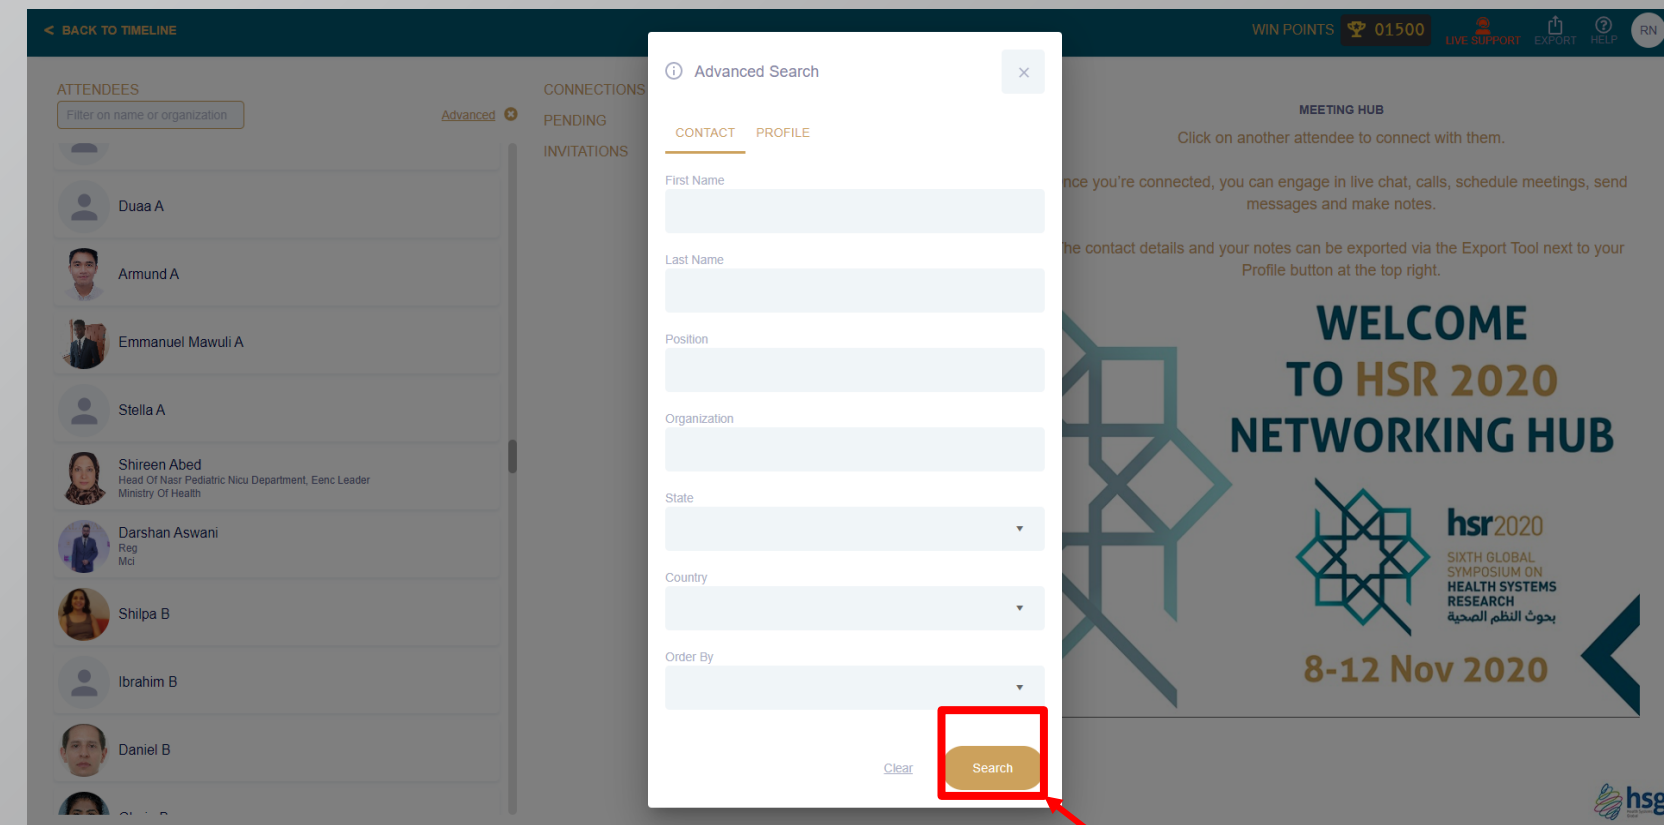 < BACK TO TIMELINE
WIN POINTS 01500
LIVE SUPPORT
EXPORT
HELP
RN
ATTENDEES
Filter on name or organization
Advanced
Duaa A
Armund A
Emmanuel Mawuli A
Stella A
Shireen Abed
Head Of Nasr Pediatric Nicu Department, Eenc Leader
Ministry Of Health
Darshan Aswani
Reg
Mci
Shilpa B
Ibrahim B
Daniel B
CONNECTIONS
PENDING
INVITATIONS
Advanced Search
×
CONTACT PROFILE
First Name
Last Name
Position
Organization
State
Country
Order By
Clear
Search
MEETING HUB
Click on another attendee to connect with them.
nce you're connected, you can engage in live chat, calls, schedule meetings, send
messages and make notes.
he contact details and your notes can be exported via the Export Tool next to your
Profile button at the top right.
WELCOME
TO HSR 2020
NETWORKING HUB
hsr2020
SIXTH GLOBAL
SYMPOSIUM ON
HEALTH SYSTEMS
RESEARCH
بحوث النظم الصحية
8-12 Nov 2020
hsg